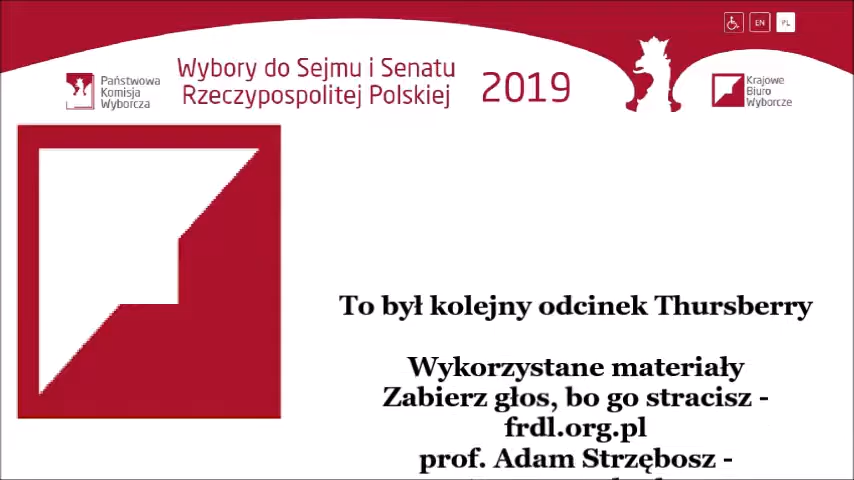 EN
PL
Państwowa
Komisja
Wyborcza
Wybory do Sejmu i Senatu
Rzeczypospolitej Polskiej
2019
Krajowe
Biuro
Wyborcze
To był kolejny odcinek Thursberry
Wykorzystane materiały
Zabierz głos, bo go stracisz -
frdl.org.pl
prof. Adam Strzębosz -